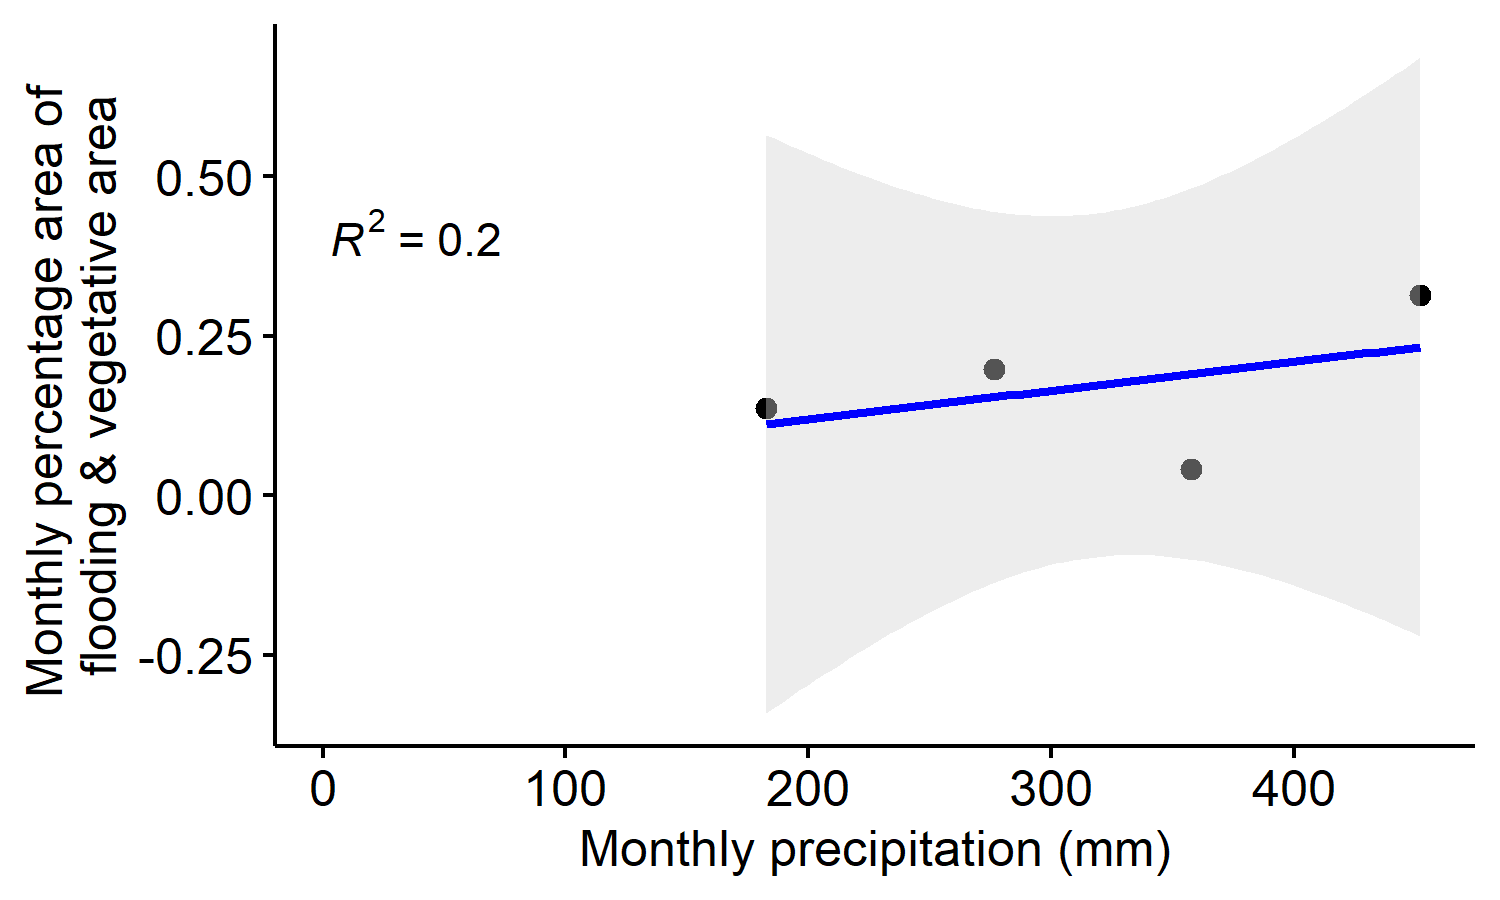 Monthly percentage area of
flooding & vegetative area
0.50
0.25
0.00
-0.25
R² = 0.2
0 100 200 300 400
Monthly precipitation (mm)